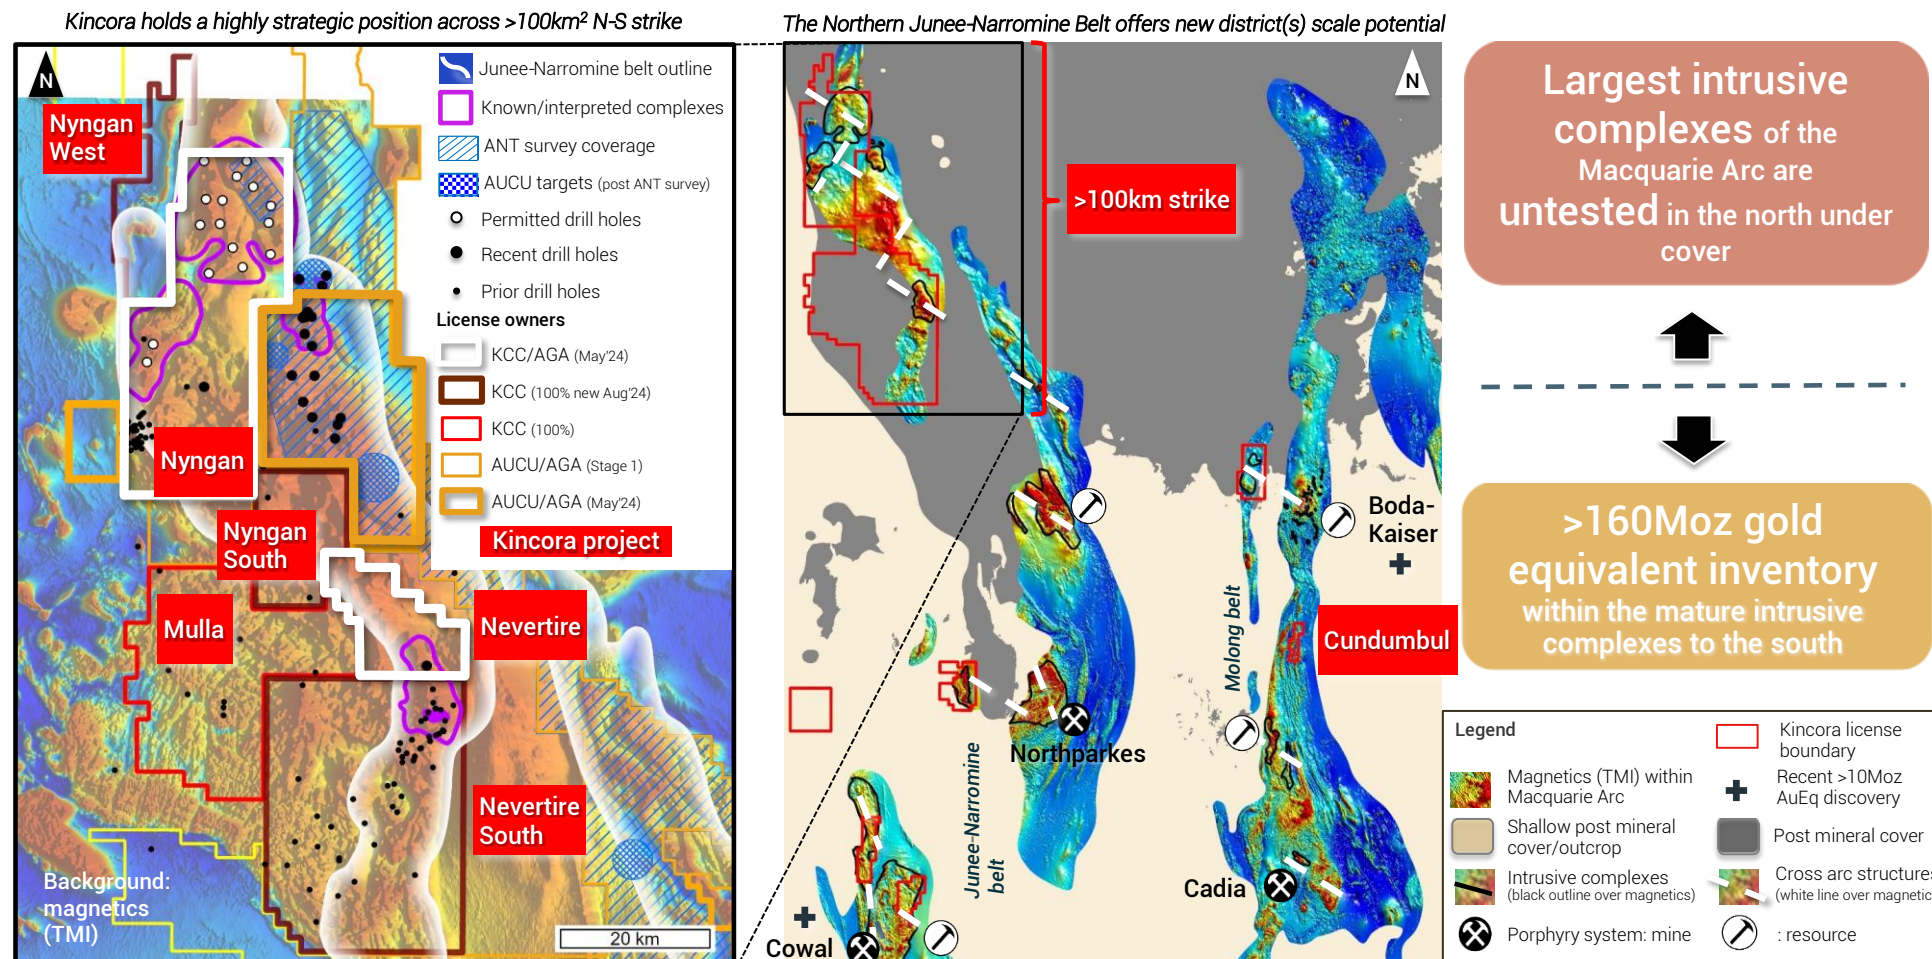 Kincora holds a highly strategic position across >100km² N-S strike
N
Nyngan
West
Junee-Narromine belt outline
Known/interpreted complexes
ANT survey coverage
AUCU targets (post ANT survey)
Permitted drill holes
Recent drill holes
Prior drill holes
License owners
KCC/AGA (May'24)
KCC (100% new Aug'24)
KCC (100%)
AUCU/AGA (Stage 1)
AUCU/AGA (May'24)
Kincora project
Nyngan
Nyngan
South
Mulla
Nevertire
Nevertire
South
Background:
magnetics
(TMI)
20 km
The Northern Junee-Narromine Belt offers new district(s) scale potential
N
>100km strike
Boda-
Kaiser
Molong belt
Cundumbul
Northparkes
Junee-Narromine
belt
Cadia
Cowal
Largest intrusive
complexes of the
Macquarie Arc are
untested in the north under
cover
>160Moz gold
equivalent inventory
within the mature intrusive
complexes to the south
Legend
Magnetics (TMI) within
Macquarie Arc
Shallow post mineral
cover/outcrop
Intrusive complexes
(black outline over magnetics)
Porphyry system: mine
Kincora license
boundary
Recent >10Moz
AuEq discovery
Post mineral cover
Cross arc structures
(white line over magnetic
: resource